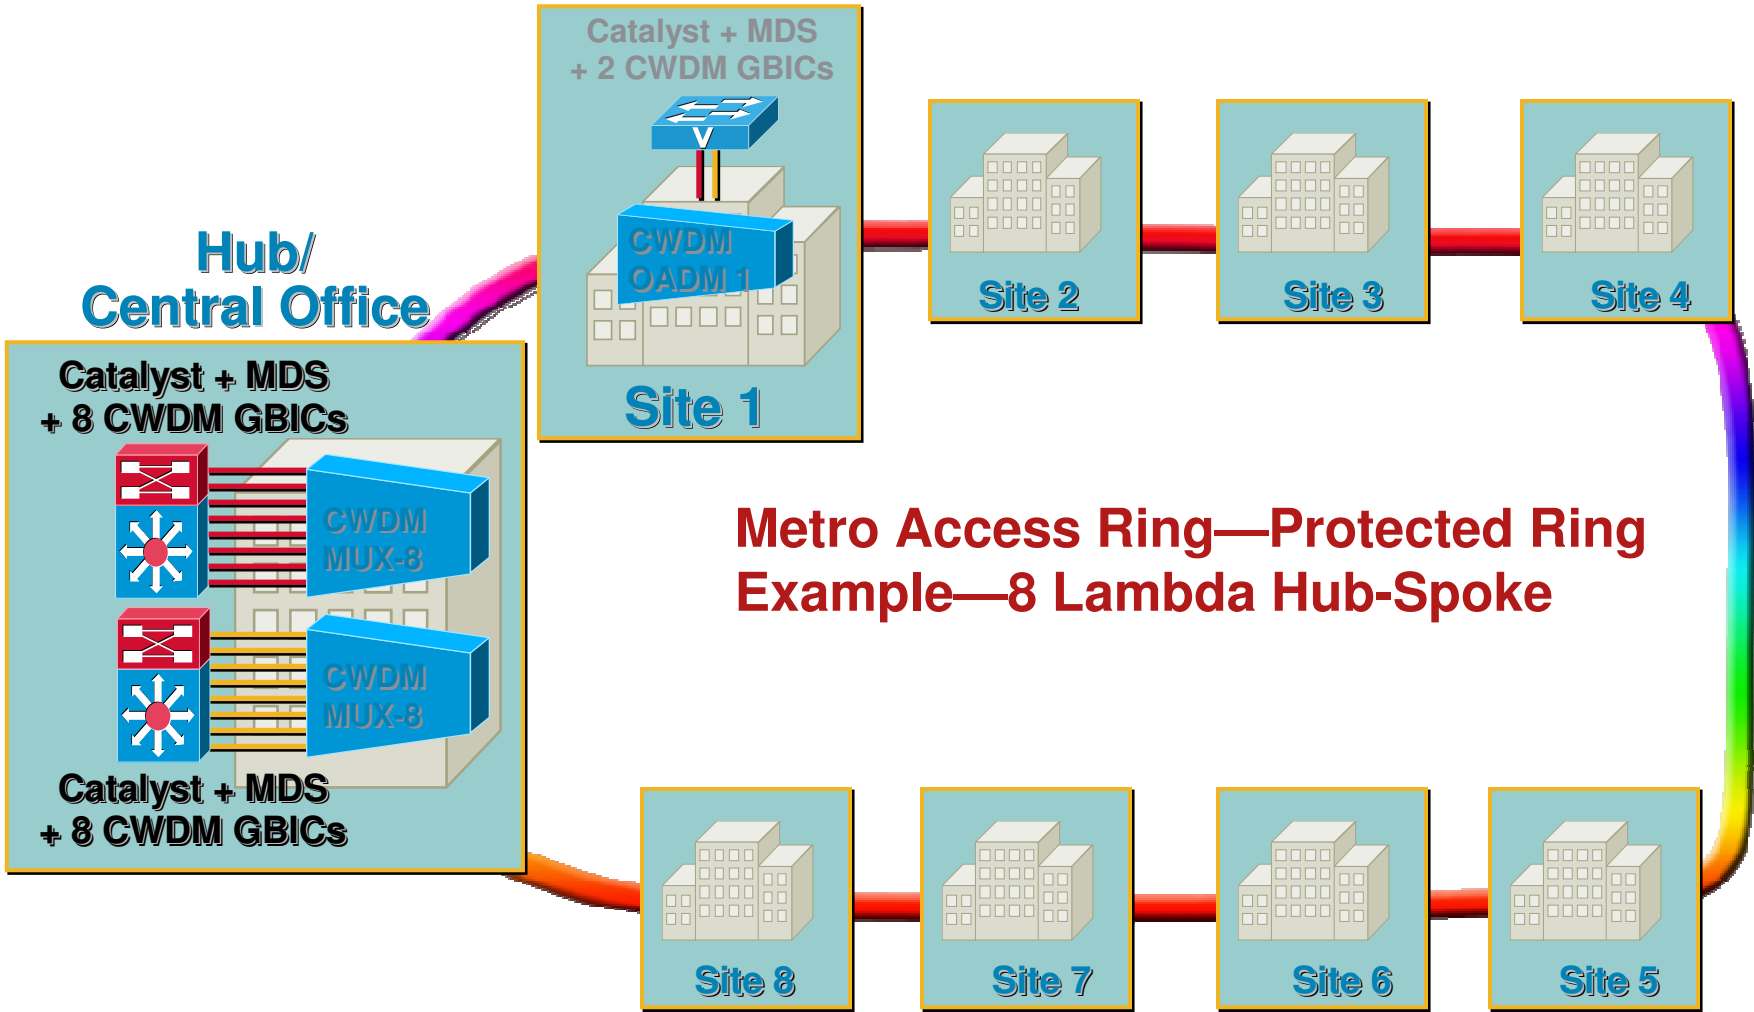 Catalyst + MDS
+ 2 CWDM GBICs
V
CWDM
OADM 1
Site 1
Site 2
Site 3
Site 4
Hub/
Central Office
Catalyst + MDS
+ 8 CWDM GBICs
CWDM
MUX-8
CWDM
MUX-8
Catalyst + MDS
+ 8 CWDM GBICs
Metro Access Ring—Protected Ring
Example—8 Lambda Hub-Spoke
Site 8
Site 7
Site 6
Site 5